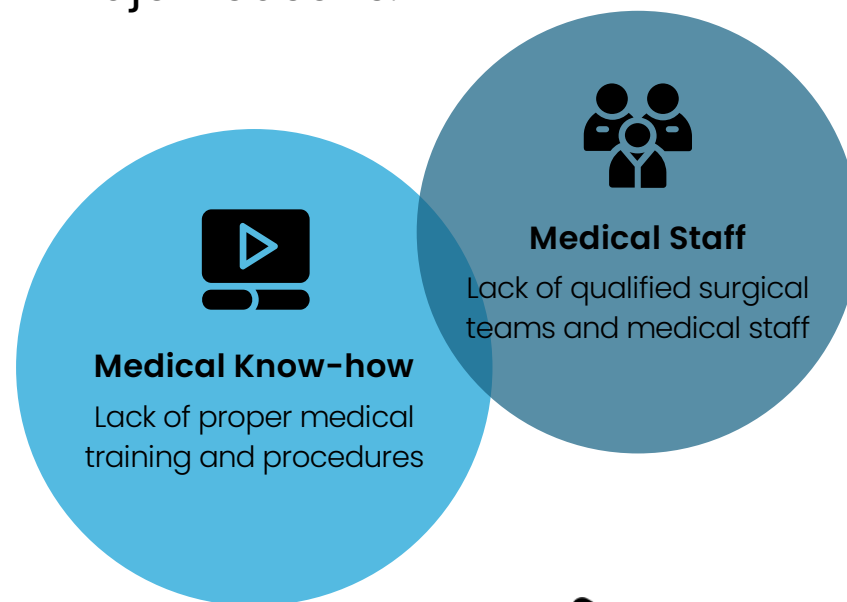 Medical Staff
Lack of qualified surgical
teams and medical staff
Medical Know-how
Lack of proper medical
training and procedures